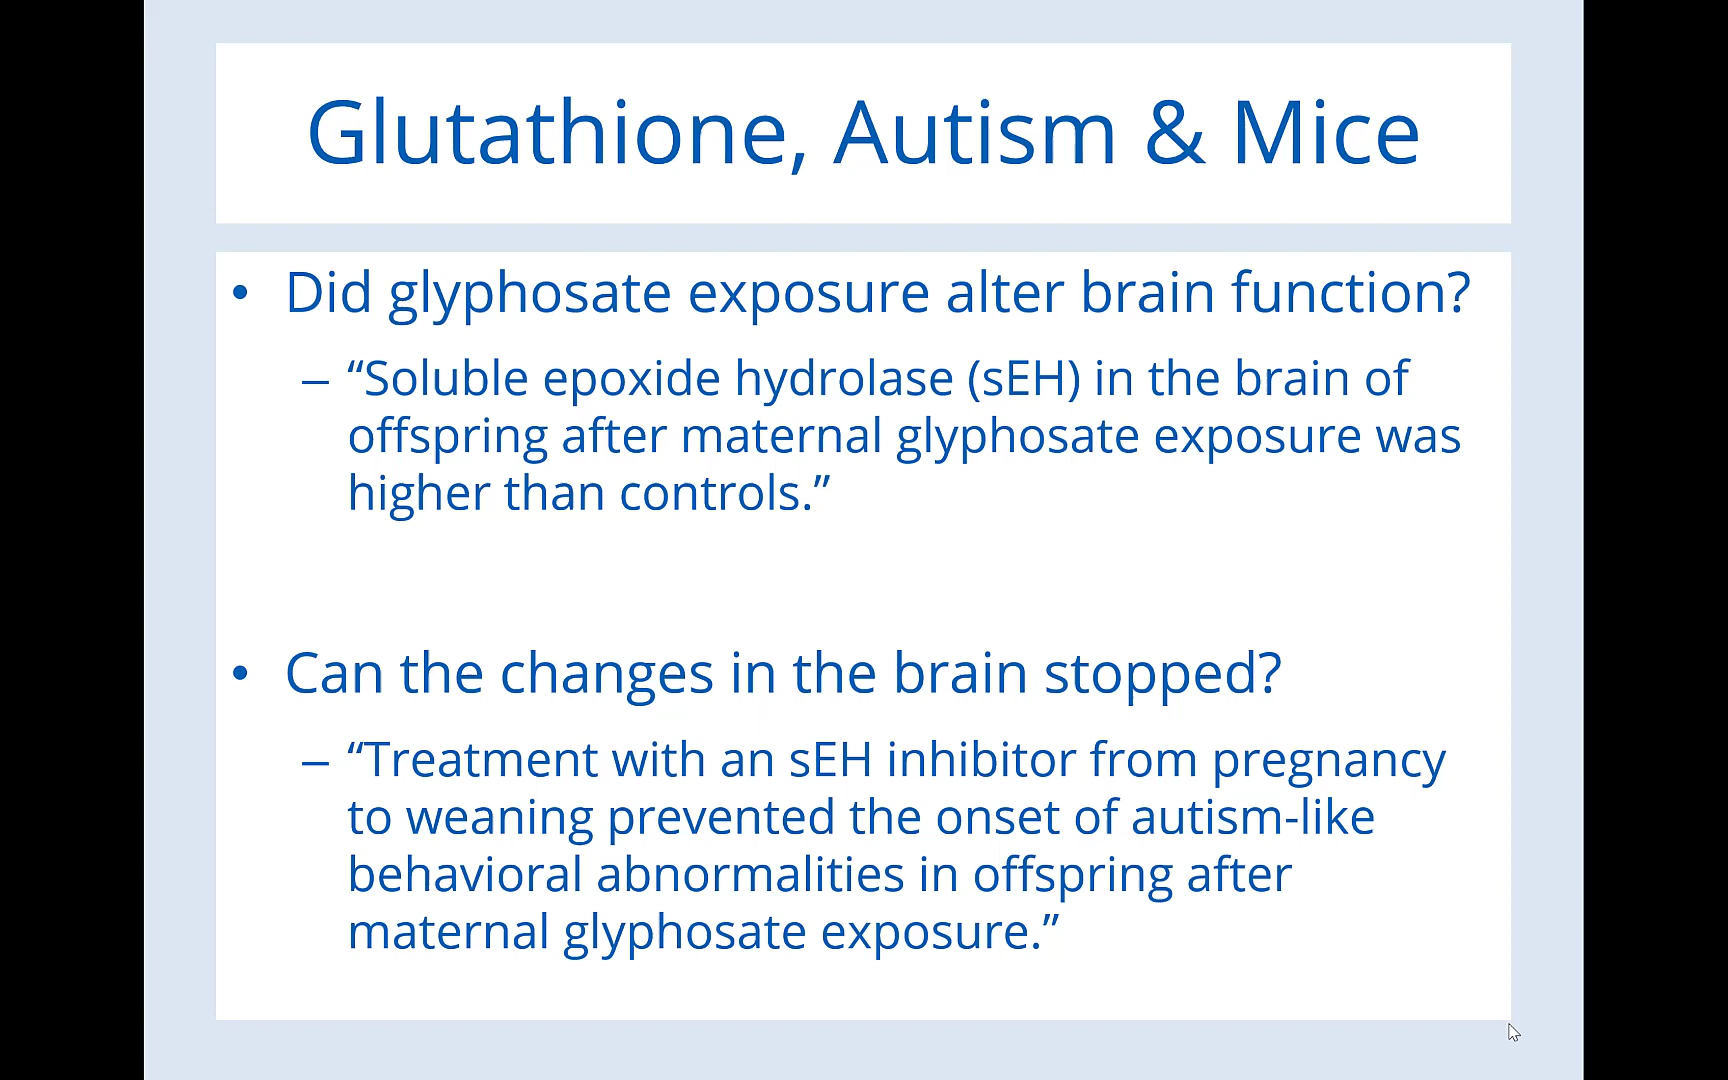 Glutathione, Autism & Mice
• Did glyphosate exposure alter brain function?
– “Soluble epoxide hydrolase (sEH) in the brain of
offspring after maternal glyphosate exposure was
higher than controls.”
• Can the changes in the brain stopped?
– “Treatment with an sEH inhibitor from pregnancy
to weaning prevented the onset of autism-like
behavioral abnormalities in offspring after
maternal glyphosate exposure.”